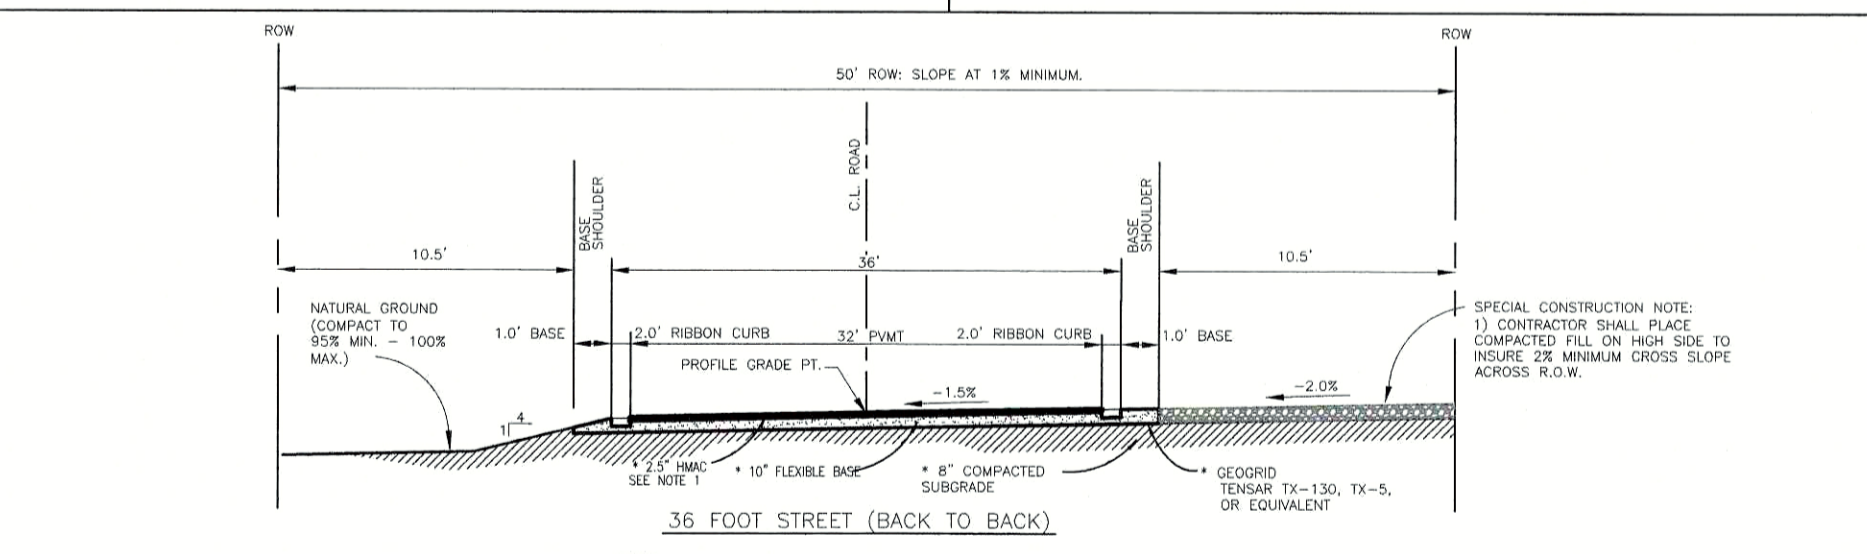 ROW
ROW
50' ROW: SLOPE AT 1% MINIMUM.
C.L. ROAD
BASE
SHOULDER
BASE
SHOULDER
10.5'
36'
10.5'
NATURAL GROUND
(COMPACT TO
95% MIN. - 100%
MAX.)
1.0' BASE
2.0' RIBBON CURB
32' PVMT
2.0' RIBBON CURB
1.0' BASE
SPECIAL CONSTRUCTION NOTE:
1) CONTRACTOR SHALL PLACE
COMPACTED FILL ON HIGH SIDE TO
INSURE 2% MINIMUM CROSS SLOPE
ACROSS R.O.W.
PROFILE GRADE PT.
-1.5%
-2.0%
4
1
* 2.5" HMAC
SEE NOTE 1
* 10" FLEXIBLE BASE
* 8" COMPACTED
SUBGRADE
* GEOGRID
TENSAR TX-130, TX-5,
OR EQUIVALENT
36 FOOT STREET (BACK TO BACK)